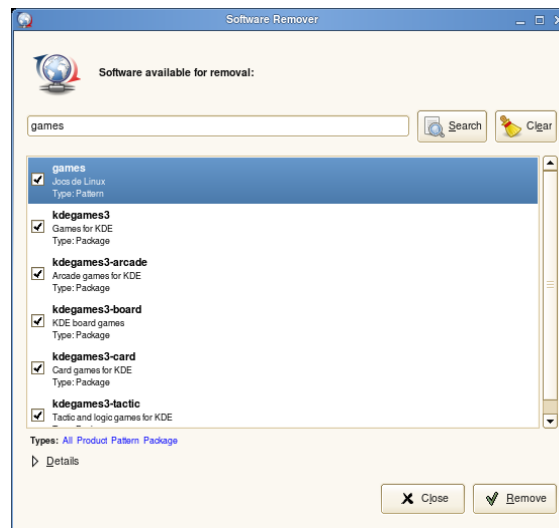 Software Remover
Software available for removal:
games
Search
Clear
games
Jocs de Linux
Type: Pattern
kdegames3
Games for KDE
Type: Package
kdegames3-arcade
Arcade games for KDE
Type: Package
kdegames3-board
KDE board games
Type: Package
kdegames3-card
Card games for KDE
Type: Package
kdegames3-tactic
Tactic and logic games for KDE
Types: All Product Pattern Package
Details
Close
Remove